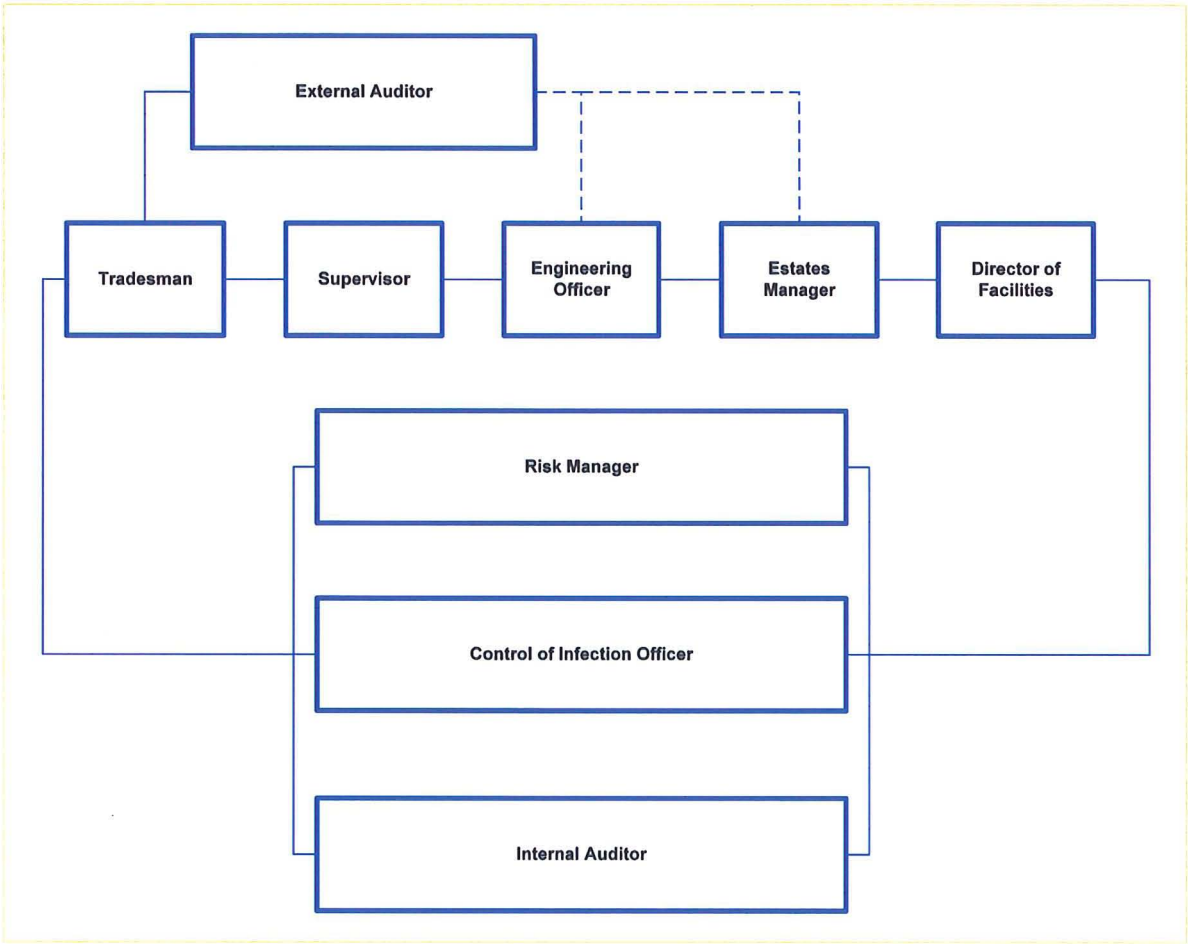 External Auditor
Tradesman
Supervisor
Engineering
Officer
Estates
Manager
Director of
Facilities
Risk Manager
Control of Infection Officer
Internal Auditor